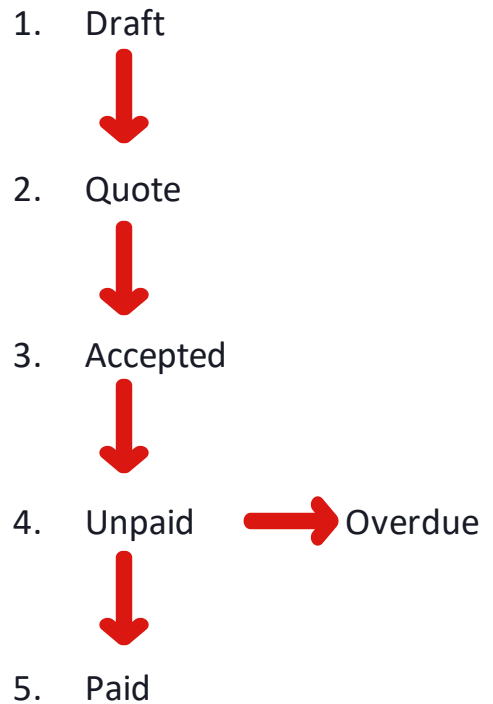 1. Draft
2. Quote
3. Accepted
4. Unpaid Overdue
5. Paid